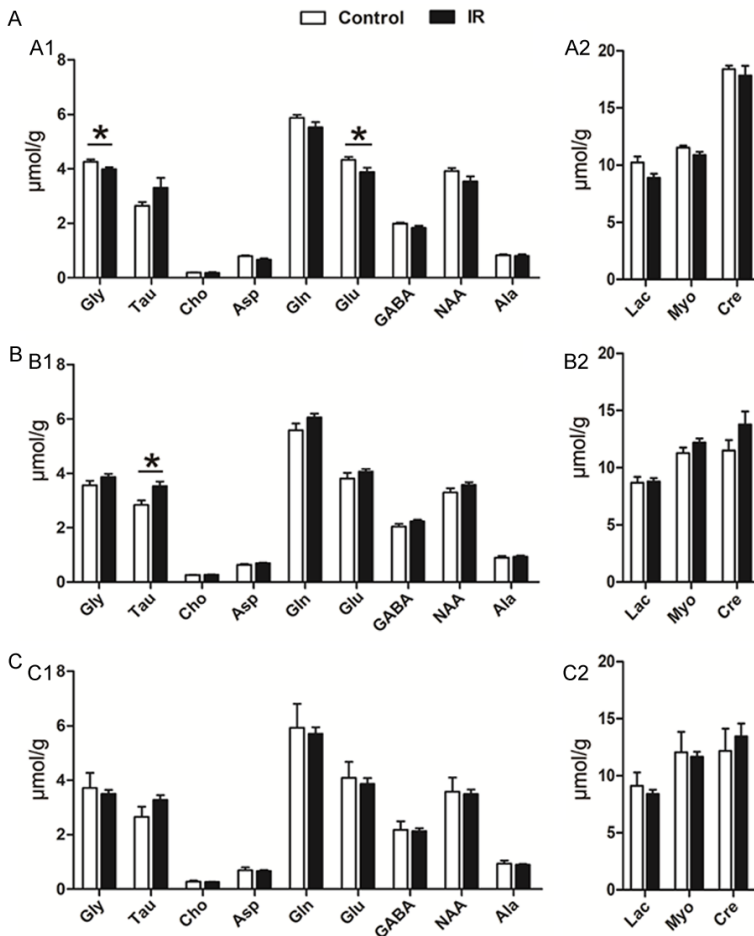 A
Control IR
A1
A2
8
6
4
2
0
µmol/g
*
*
Gly Tau Cho Asp Gln Glu GABA NAA Ala
20
15
10
5
0
µmol/g
Lac Myo Cre
B
B1
B2
8
6
4
2
0
µmol/g
*
Gly Tau Cho Asp Gln Glu GABA NAA Ala
20
15
10
5
0
µmol/g
Lac Myo Cre
C
C1
C2
8
6
4
2
0
µmol/g
Gly Tau Cho Asp Gln Glu GABA NAA Ala
20
15
10
5
0
µmol/g
Lac Myo Cre